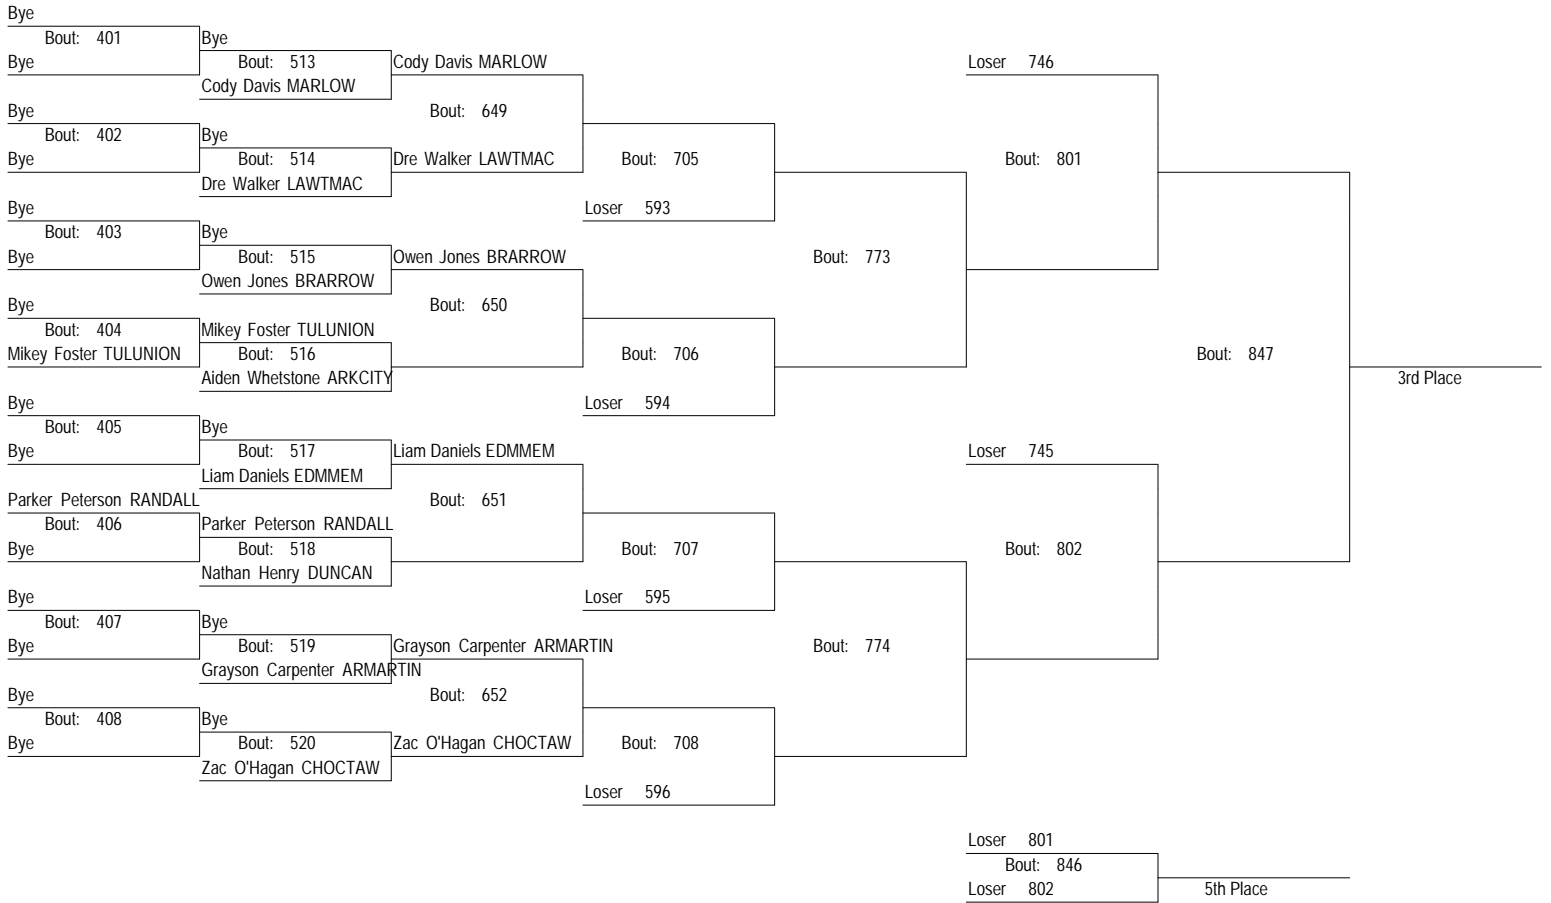 Bye
Bout: 401 Bye
Bye Bout: 513 Cody Davis MARLOW Loser 746
Cody Davis MARLOW
Bye Bout: 649
Bout: 402 Bye
Bye Bout: 514 Dre Walker LAWTMAC Bout: 705 Bout: 801
Dre Walker LAWTMAC
Bye Loser 593
Bout: 403 Bye
Bye Bout: 515 Owen Jones BRARROW Bout: 773
Owen Jones BRARROW
Bye Bout: 650
Bout: 404 Mikey Foster TULUNION
Mikey Foster TULUNION Bout: 516 Bout: 706 Bout: 847
Aiden Whetstone ARKCITY 3rd Place
Bye Loser 594
Bout: 405 Bye
Bye Bout: 517 Liam Daniels EDMMEM Loser 745
Liam Daniels EDMMEM
Parker Peterson RANDALL Bout: 651
Bout: 406 Parker Peterson RANDALL
Bye Bout: 518 Bout: 707 Bout: 802
Nathan Henry DUNCAN
Bye Loser 595
Bout: 407 Bye
Bye Bout: 519 Grayson Carpenter ARMARTIN Bout: 774
Grayson Carpenter ARMARTIN
Bye Bout: 652
Bout: 408 Bye
Bye Bout: 520 Zac O'Hagan CHOCTAW Bout: 708
Zac O'Hagan CHOCTAW
Loser 596
Loser 801
Bout: 846
Loser 802 5th Place